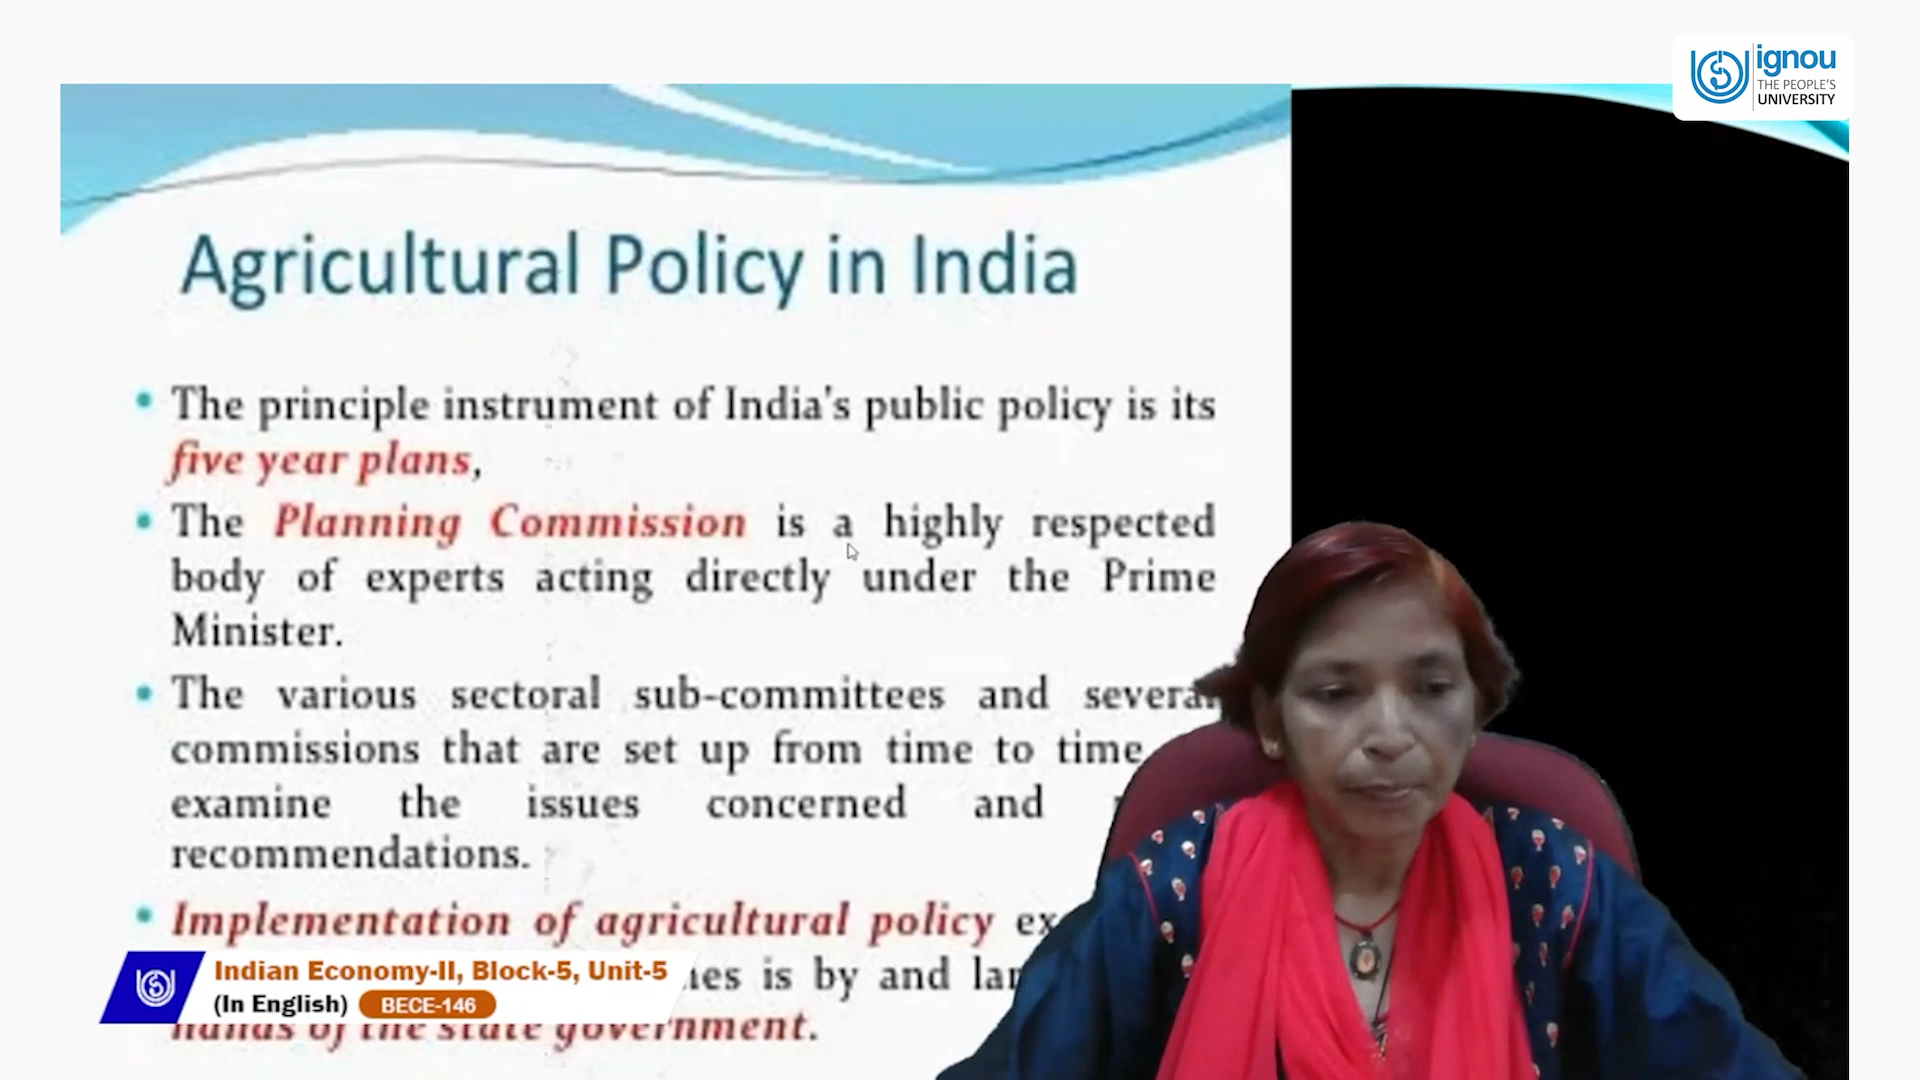 ignou
THE PEOPLE'S
UNIVERSITY
Agricultural Policy in India
The principle instrument of India's public policy is its
five year plans,
The Planning Commission is a highly respected
body of experts acting directly under the Prime
Minister.
The various sectoral sub-committees and several
commissions that are set up from time to time
examine the issues concerned and
recommendations.
Implementation of agricultural policy
is by and
hands of the state government.
Indian Economy-II, Block-5, Unit-5
(In English) BECE-146